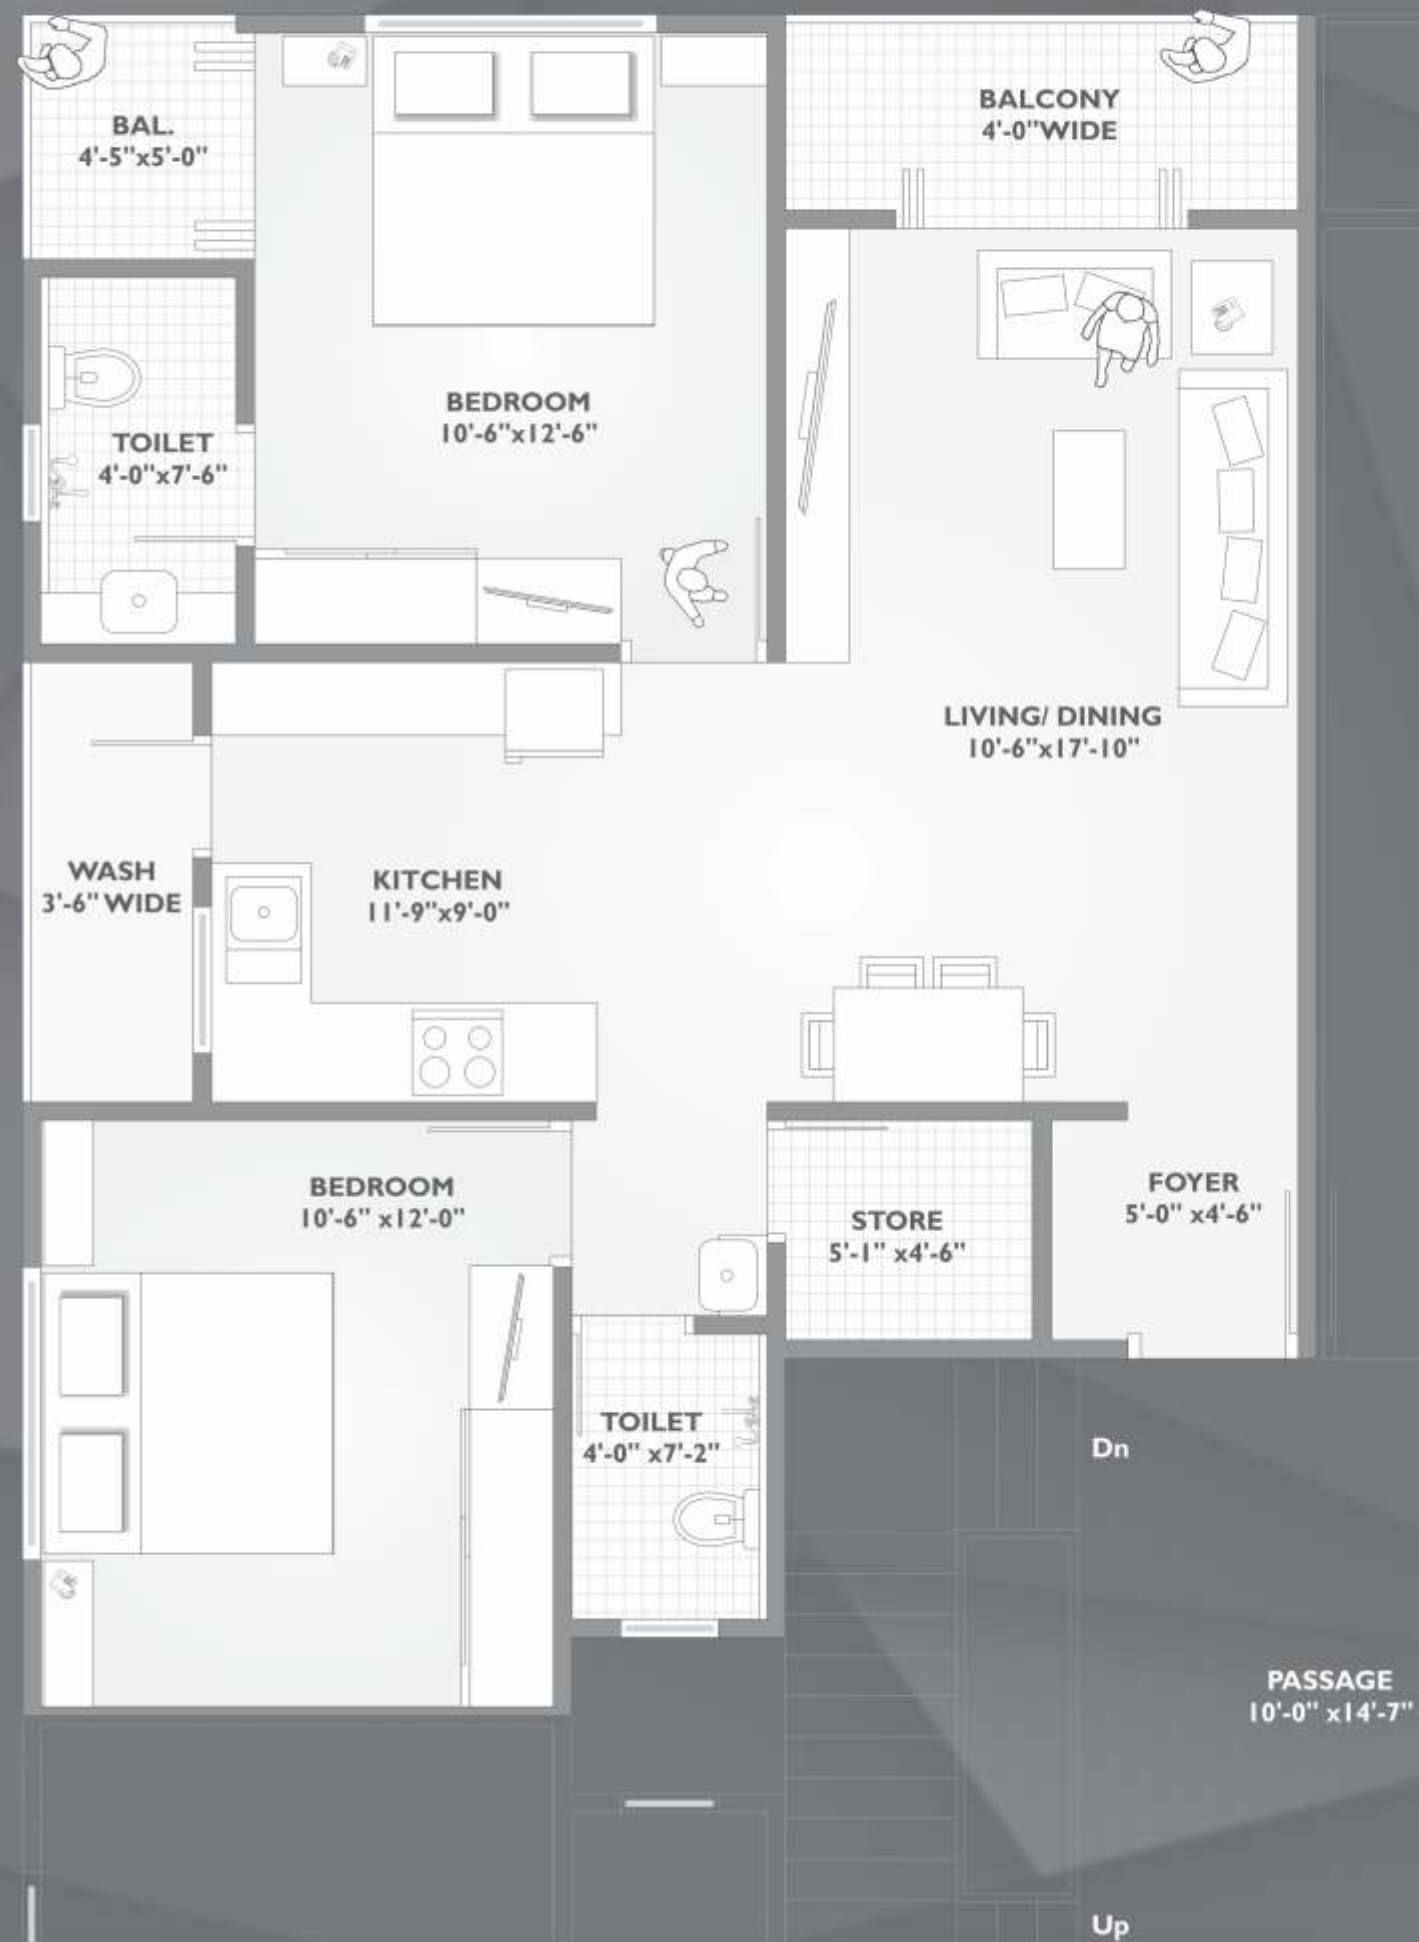 BAL.
4'-5"x5'-0"
BALCONY
4'-0"WIDE
BEDROOM
10'-6"x12'-6"
TOILET
4'-0"x7'-6"
LIVING/ DINING
10'-6"x17'-10"
WASH
3'-6" WIDE
KITCHEN
11'-9"x9'-0"
BEDROOM
10'-6" x12'-0"
STORE
5'-1" x4'-6"
FOYER
5'-0" x4'-6"
TOILET
4'-0" x7'-2"
Dn
PASSAGE
10'-0" x14'-7"
Up